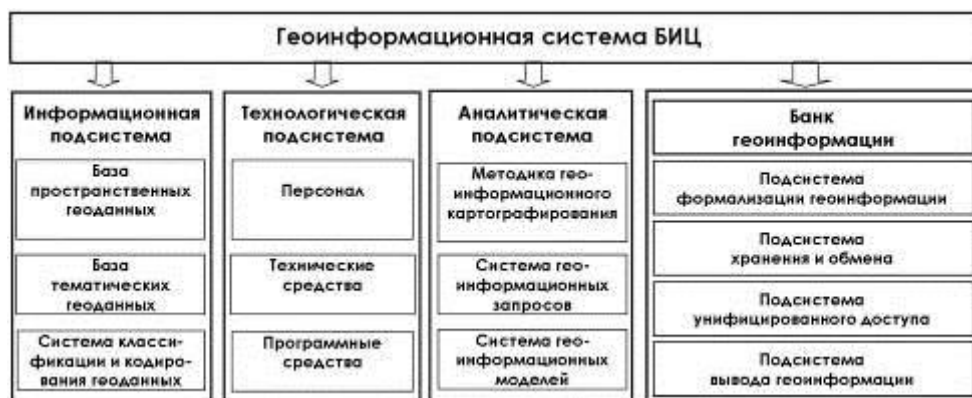 Геоинформационная система БИЦ
Информационная
подсистема
База
пространственных
геоданных
База
тематических
геоданных
Система класси-
фикации и кодиро-
вания геоданных
Технологическая
подсистема
Персонал
Технические
средства
Программные
средства
Аналитическая
подсистема
Методика гео-
информационного
картографирования
Система гео-
информационных
запросов
Система гео-
информационных
моделей
Банк
геоинформации
Подсистема
формализации геоинформации
Подсистема
хранения и обмена
Подсистема
унифицированного доступа
Подсистема
вывода геоинформации